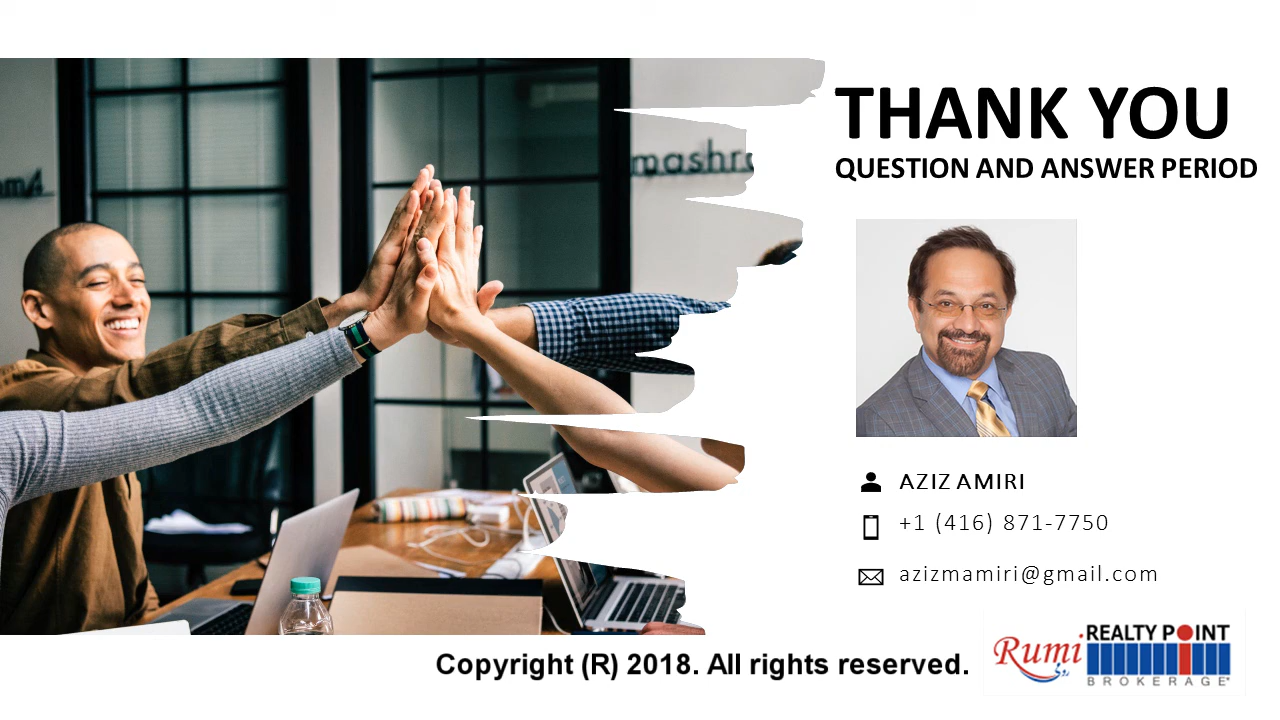 THANK YOU
QUESTION AND ANSWER PERIOD
AZIZ AMIRI
+1 (416) 871-7750
azizmamiri@gmail.com
Copyright (R) 2018. All rights reserved.
Rumi
REALTY POINT
BROKERAGE